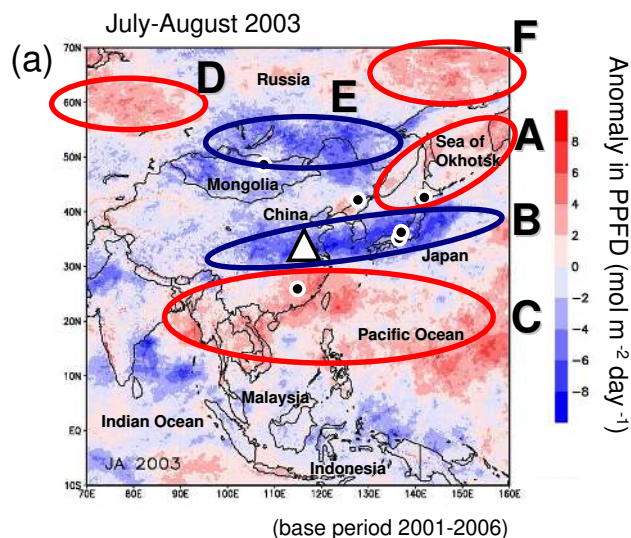 July-August 2003
(a)
70N
60N
50N
40N
30N
20N
10N
EQ
10S
70E
80E
90E
100E
110E
120E
130E
140E
150E
160E
D
F
Russia
E
A
Sea of
Okhotsk
Mongolia
China
B
Japan
C
Pacific Ocean
Malaysia
Indian Ocean
Indonesia
JA 2003
8
6
4
2
0
−2
−4
−6
−8
Anomaly in PPFD (mol m⁻² day⁻¹)
(base period 2001-2006)